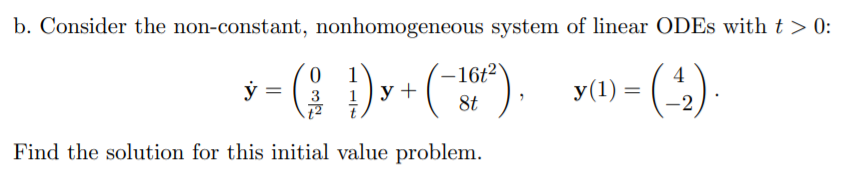 b. Consider the non-constant, nonhomogeneous system of linear ODEs with t > 0:
ẏ = ( 0 1 ; 3/t² 1/t ) y + ( −16t² ; 8t ) , y(1) = ( 4 ; −2 ) .
Find the solution for this initial value problem.